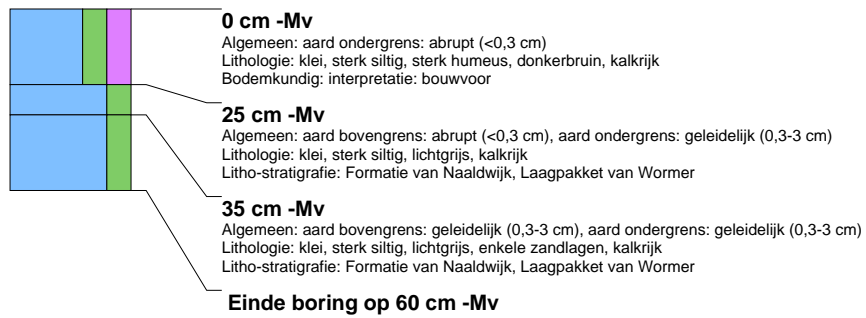 0 cm -Mv
Algemeen: aard ondergrens: abrupt (<0,3 cm)
Lithologie: klei, sterk siltig, sterk humeus, donkerbruin, kalkrijk
Bodemkundig: interpretatie: bouwvoor
25 cm -Mv
Algemeen: aard bovengrens: abrupt (<0,3 cm), aard ondergrens: geleidelijk (0,3-3 cm)
Lithologie: klei, sterk siltig, lichtgrijs, kalkrijk
Litho-stratigrafie: Formatie van Naaldwijk, Laagpakket van Wormer
35 cm -Mv
Algemeen: aard bovengrens: geleidelijk (0,3-3 cm), aard ondergrens: geleidelijk (0,3-3 cm)
Lithologie: klei, sterk siltig, lichtgrijs, enkele zandlagen, kalkrijk
Litho-stratigrafie: Formatie van Naaldwijk, Laagpakket van Wormer
Einde boring op 60 cm -Mv